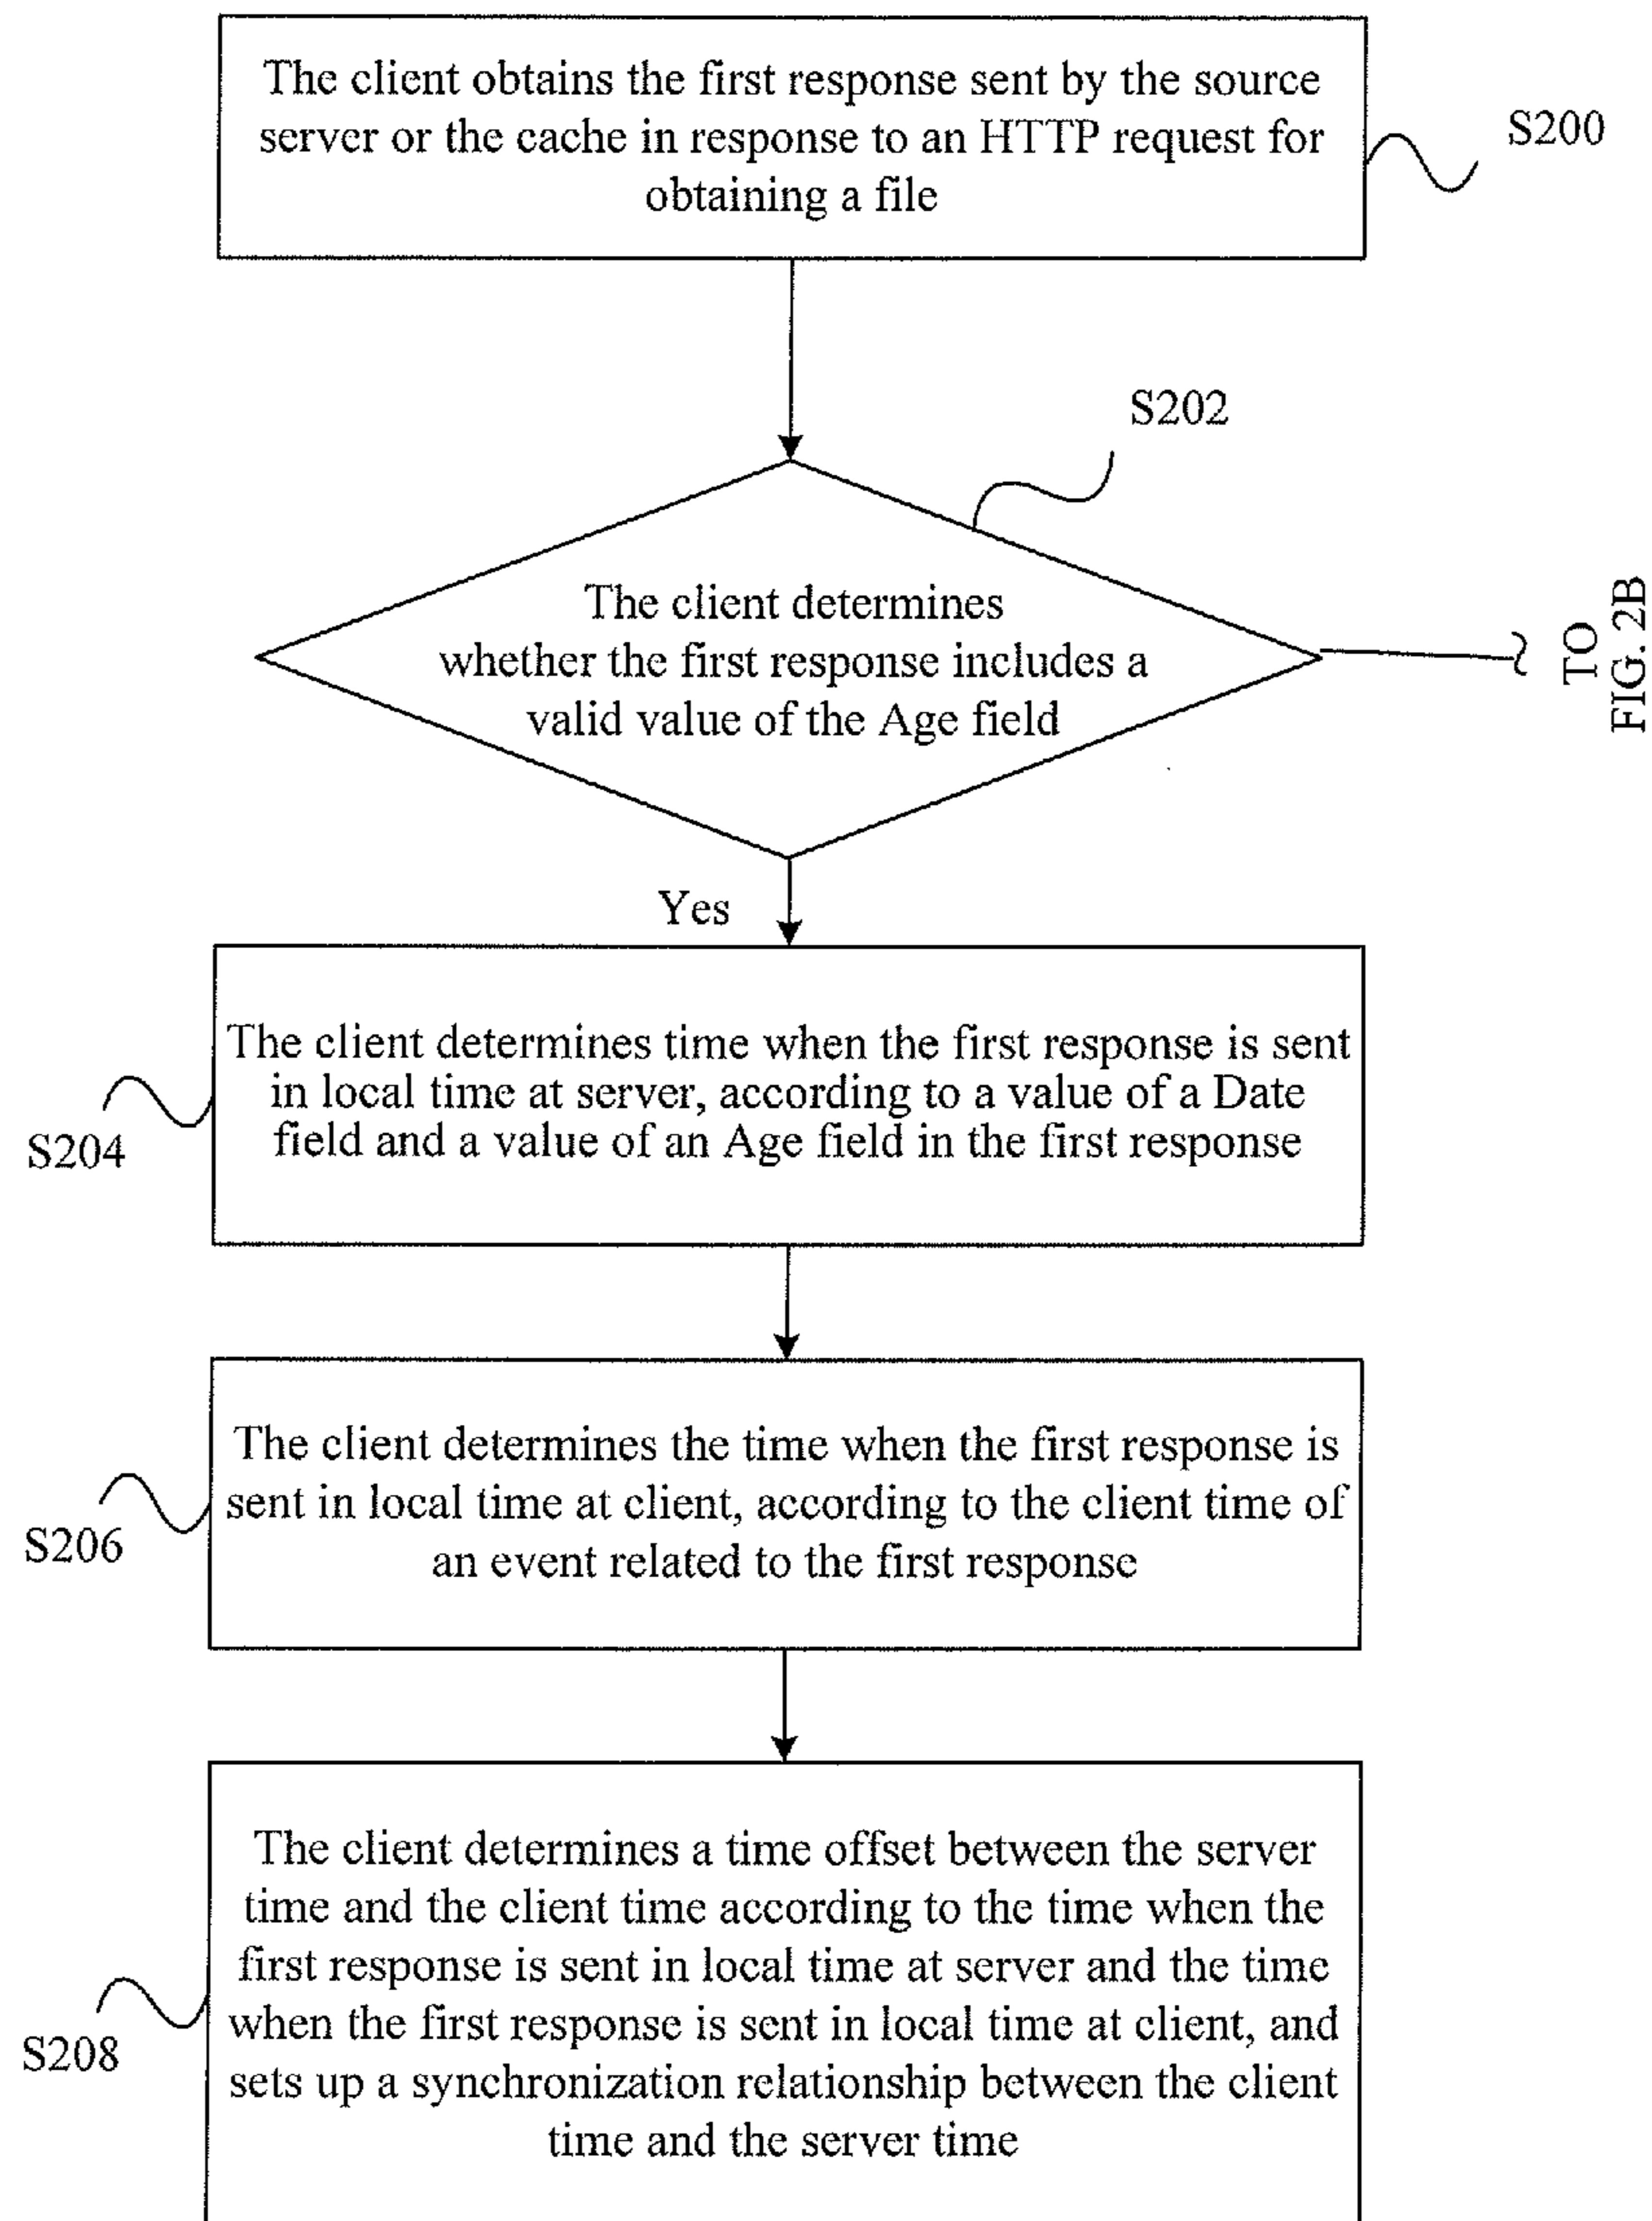 The client obtains the first response sent by the source
server or the cache in response to an HTTP request for
obtaining a file
S200
S202
The client determines
whether the first response includes a
valid value of the Age field
TO
FIG. 2B
Yes
The client determines time when the first response is sent
in local time at server, according to a value of a Date
field and a value of an Age field in the first response
S204
The client determines the time when the first response is
sent in local time at client, according to the client time of
an event related to the first response
S206
The client determines a time offset between the server
time and the client time according to the time when the
first response is sent in local time at server and the time
when the first response is sent in local time at client, and
sets up a synchronization relationship between the client
time and the server time
S208